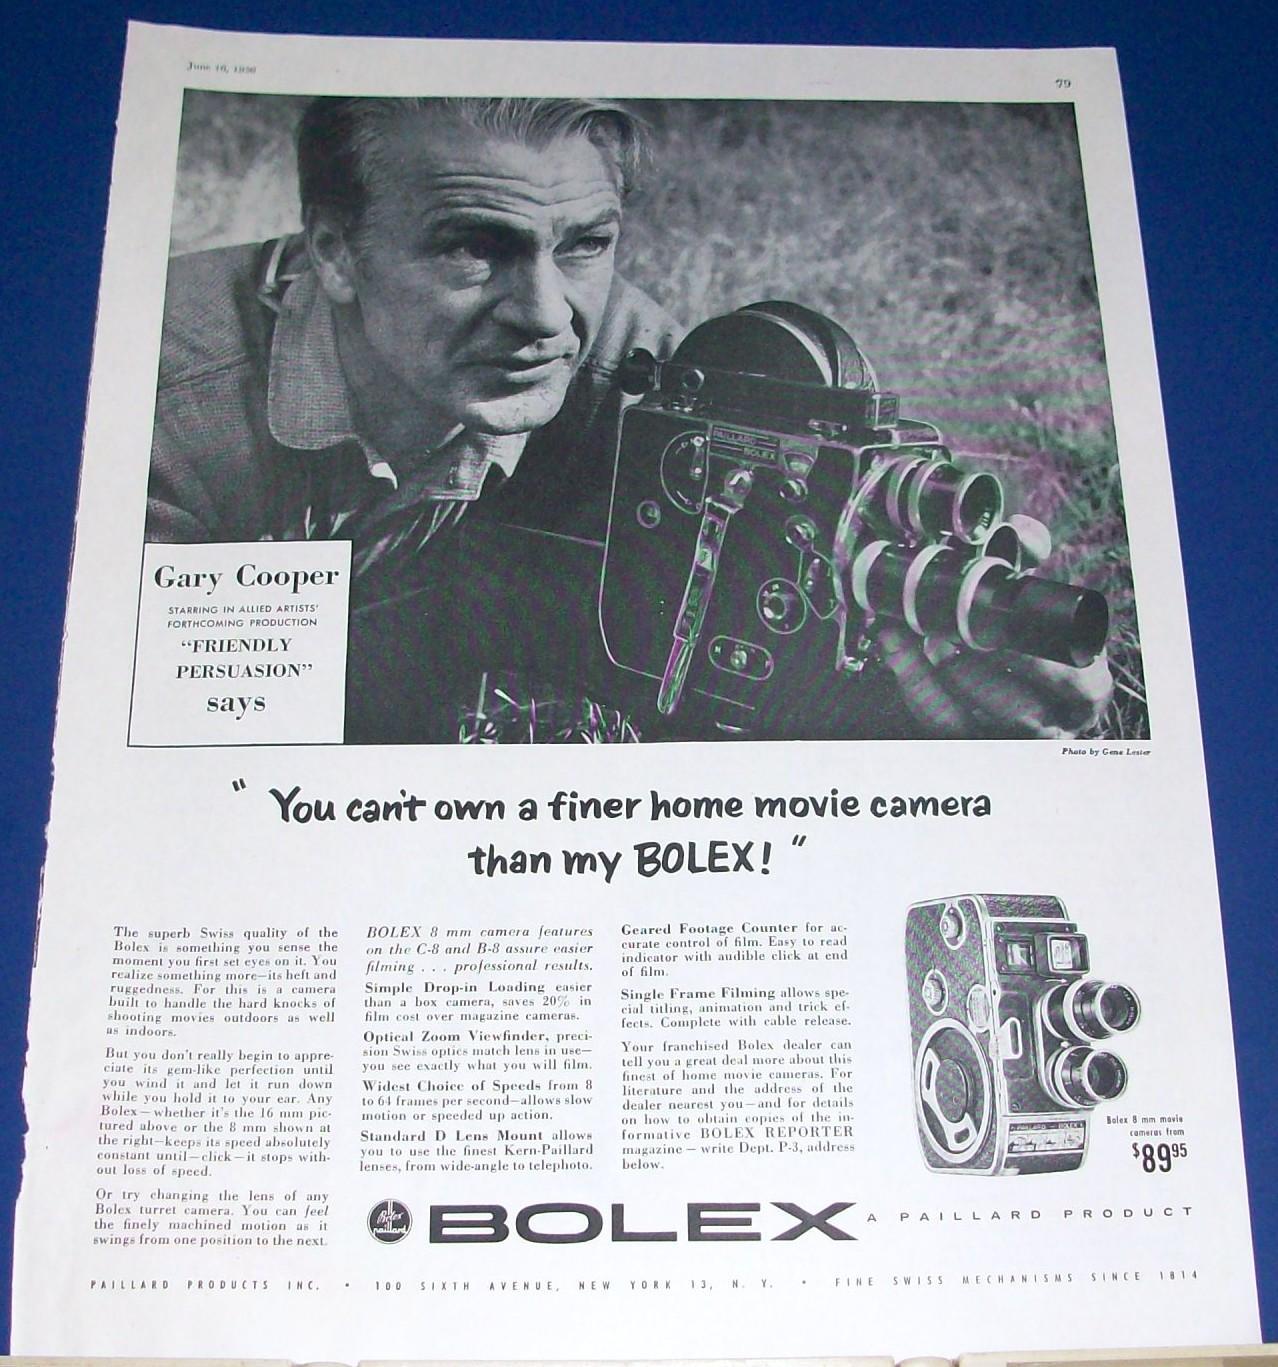 June 16, 1956
79
PAILLARD
BOLEX
Gary Cooper
STARRING IN ALLIED ARTISTS'
FORTHCOMING PRODUCTION
“FRIENDLY
PERSUASION”
says
Photo by Gene Lester
" You can't own a finer home movie camera
than my BOLEX! "
The superb Swiss quality of the
Bolex is something you sense the
moment you first set eyes on it. You
realize something more—its heft and
ruggedness. For this is a camera
built to handle the hard knocks of
shooting movies outdoors as well
as indoors.
But you don't really begin to appre-
ciate its gem-like perfection until
you wind it and let it run down
while you hold it to your ear. Any
Bolex—whether it's the 16 mm pic-
tured above or the 8 mm shown at
the right—keeps its speed absolutely
constant until—click—it stops with-
out loss of speed.
Or try changing the lens of any
Bolex turret camera. You can feel
the finely machined motion as it
swings from one position to the next.
BOLEX 8 mm camera features
on the C-8 and B-8 assure easier
filming . . . professional results.
Simple Drop-in Loading easier
than a box camera, saves 20% in
film cost over magazine cameras.
Optical Zoom Viewfinder, preci-
sion Swiss optics match lens in use—
you see exactly what you will film.
Widest Choice of Speeds from 8
to 64 frames per second—allows slow
motion or speeded up action.
Standard D Lens Mount allows
you to use the finest Kern-Paillard
lenses, from wide-angle to telephoto.
Geared Footage Counter for ac-
curate control of film. Easy to read
indicator with audible click at end
of film.
Single Frame Filming allows spe-
cial titling, animation and trick ef-
fects. Complete with cable release.
Your franchised Bolex dealer can
tell you a great deal more about this
finest of home movie cameras. For
literature and the address of the
dealer nearest you—and for details
on how to obtain copies of the in-
formative BOLEX REPORTER
magazine — write Dept. P-3, address
below.
PAILLARD - BOLEX
Bolex 8 mm movie
cameras from
$89.95
Bolex
paillard
BOLEX
A PAILLARD PRODUCT
PAILLARD PRODUCTS INC. • 100 SIXTH AVENUE, NEW YORK 13, N. Y. • FINE SWISS MECHANISMS SINCE 1814